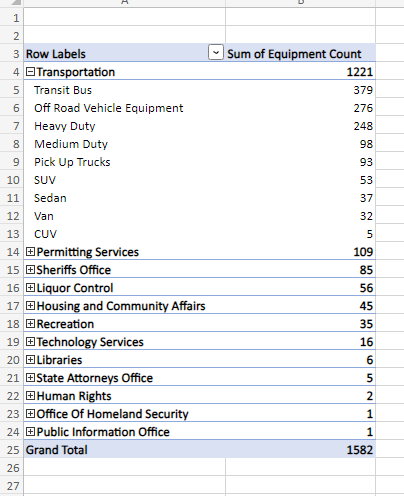 A B
1
2
3 Row Labels Sum of Equipment Count
4 Transportation 1221
5 Transit Bus 379
6 Off Road Vehicle Equipment 276
7 Heavy Duty 248
8 Medium Duty 98
9 Pick Up Trucks 93
10 SUV 53
11 Sedan 37
12 Van 32
13 CUV 5
14 Permitting Services 109
15 Sheriffs Office 85
16 Liquor Control 56
17 Housing and Community Affairs 45
18 Recreation 35
19 Technology Services 16
20 Libraries 6
21 State Attorneys Office 5
22 Human Rights 2
23 Office Of Homeland Security 1
24 Public Information Office 1
25 Grand Total 1582
26
27